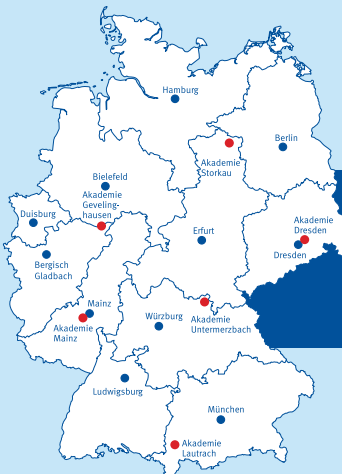 Hamburg
Berlin
Akademie
Storkau
Bielefeld
Akademie
Geveling-
hausen
Duisburg
Akademie
Dresden
Erfurt
Dresden
Bergisch
Gladbach
Mainz
Akademie
Mainz
Würzburg
Akademie
Untermerzbach
Ludwigsburg
München
Akademie
Lautrach